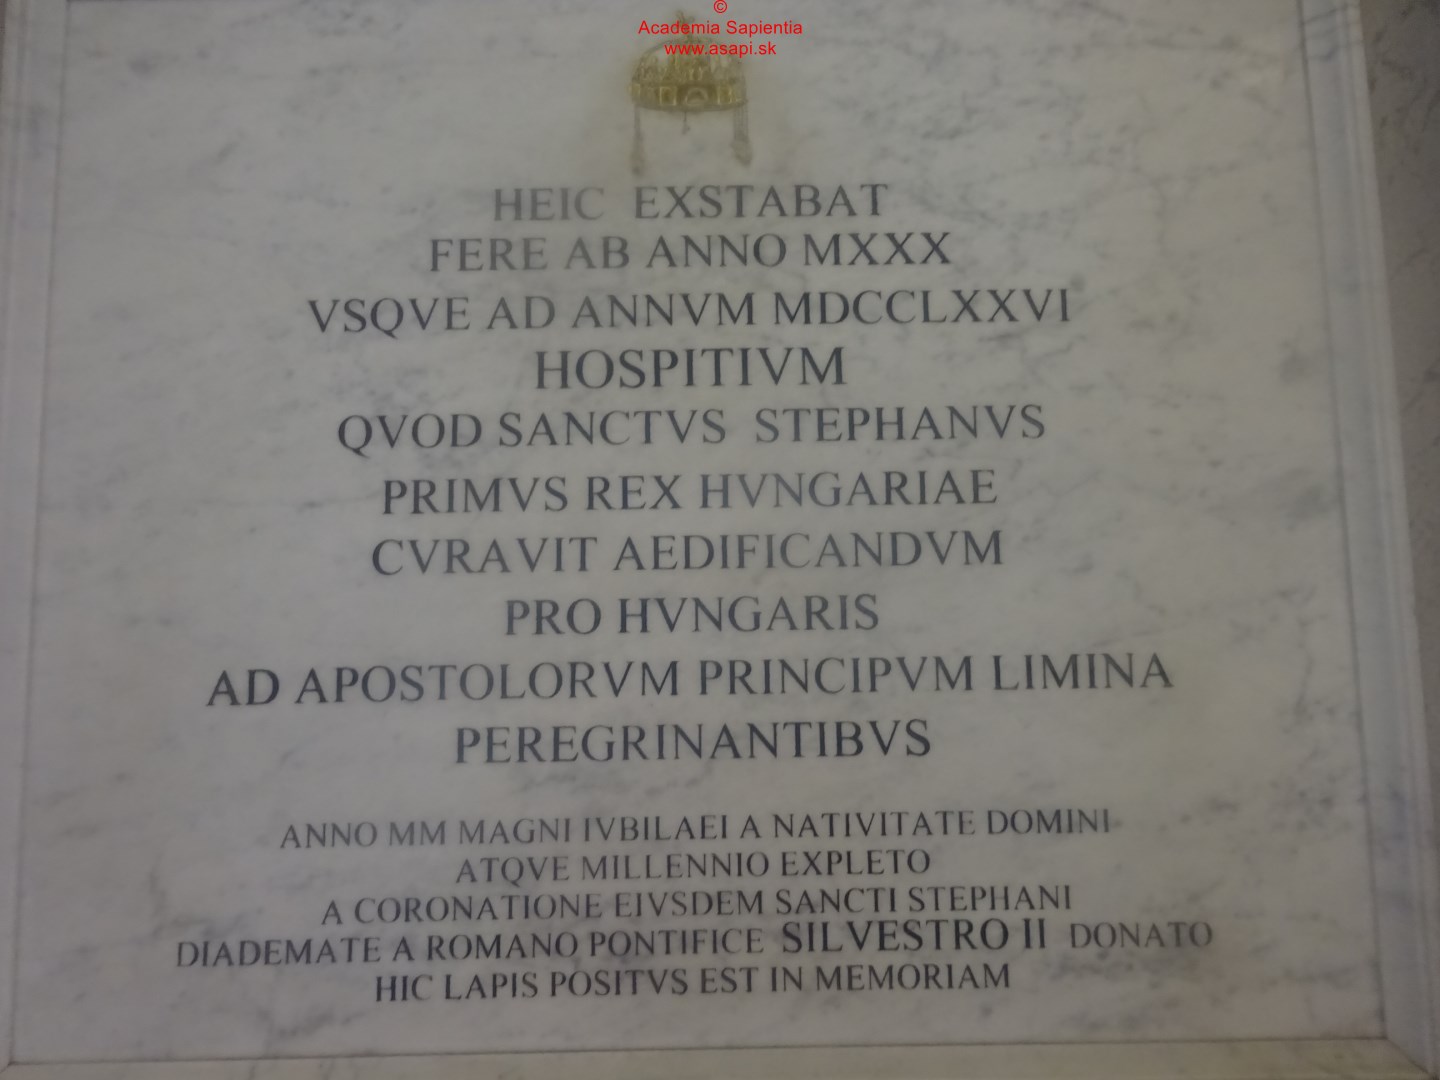 ©
Academia Sapientia
www.asapi.sk
HEIC EXSTABAT
FERE AB ANNO MXXX
VSQVE AD ANNVM MDCCLXXVI
HOSPITIVM
QVOD SANCTVS STEPHANVS
PRIMVS REX HVNGARIAE
CVRAVIT AEDIFICANDVM
PRO HVNGARIS
AD APOSTOLORVM PRINCIPVM LIMINA
PEREGRINANTIBVS
ANNO MM MAGNI IVBILAEI A NATIVITATE DOMINI
ATQVE MILLENNIO EXPLETO
A CORONATIONE EIVSDEM SANCTI STEPHANI
DIADEMATE A ROMANO PONTIFICE SILVESTRO II DONATO
HIC LAPIS POSITVS EST IN MEMORIAM